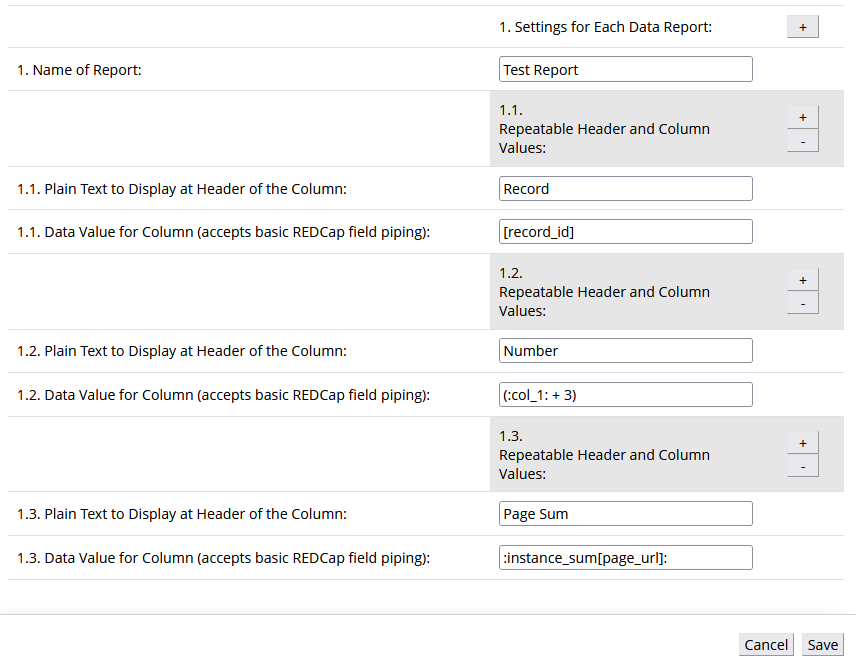 1. Settings for Each Data Report:
+
1. Name of Report:
Test Report
1.1.
Repeatable Header and Column
Values:
+
-
1.1. Plain Text to Display at Header of the Column:
Record
1.1. Data Value for Column (accepts basic REDCap field piping):
[record_id]
1.2.
Repeatable Header and Column
Values:
+
-
1.2. Plain Text to Display at Header of the Column:
Number
1.2. Data Value for Column (accepts basic REDCap field piping):
(:col_1: + 3)
1.3.
Repeatable Header and Column
Values:
+
-
1.3. Plain Text to Display at Header of the Column:
Page Sum
1.3. Data Value for Column (accepts basic REDCap field piping):
:instance_sum[page_url]:
Cancel
Save